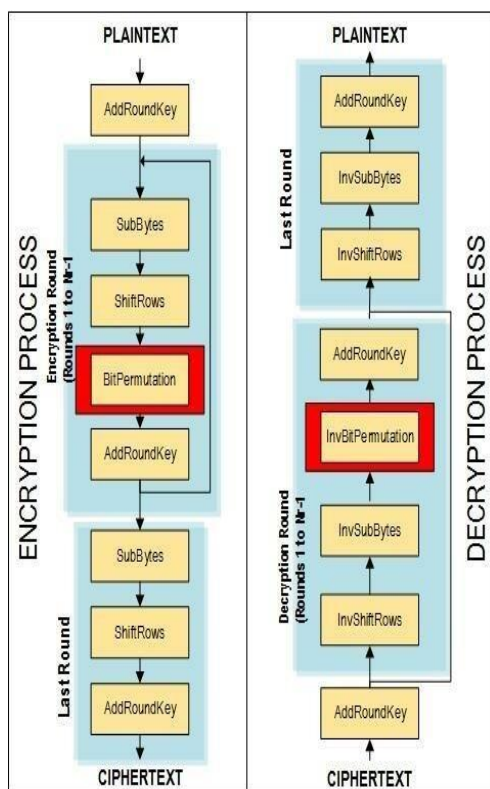 PLAINTEXT
AddRoundKey
SubBytes
ShiftRows
BitPermutation
AddRoundKey
SubBytes
ShiftRows
AddRoundKey
CIPHERTEXT
ENCRYPTION PROCESS
Encryption Round
(Rounds 1 to Nr-1
Last Round
PLAINTEXT
AddRoundKey
InvSubBytes
InvShiftRows
AddRoundKey
InvBitPermutation
InvSubBytes
InvShiftRows
AddRoundKey
CIPHERTEXT
Last Round
Decryption Round
(Rounds 1 to Nr-1
DECRYPTION PROCESS